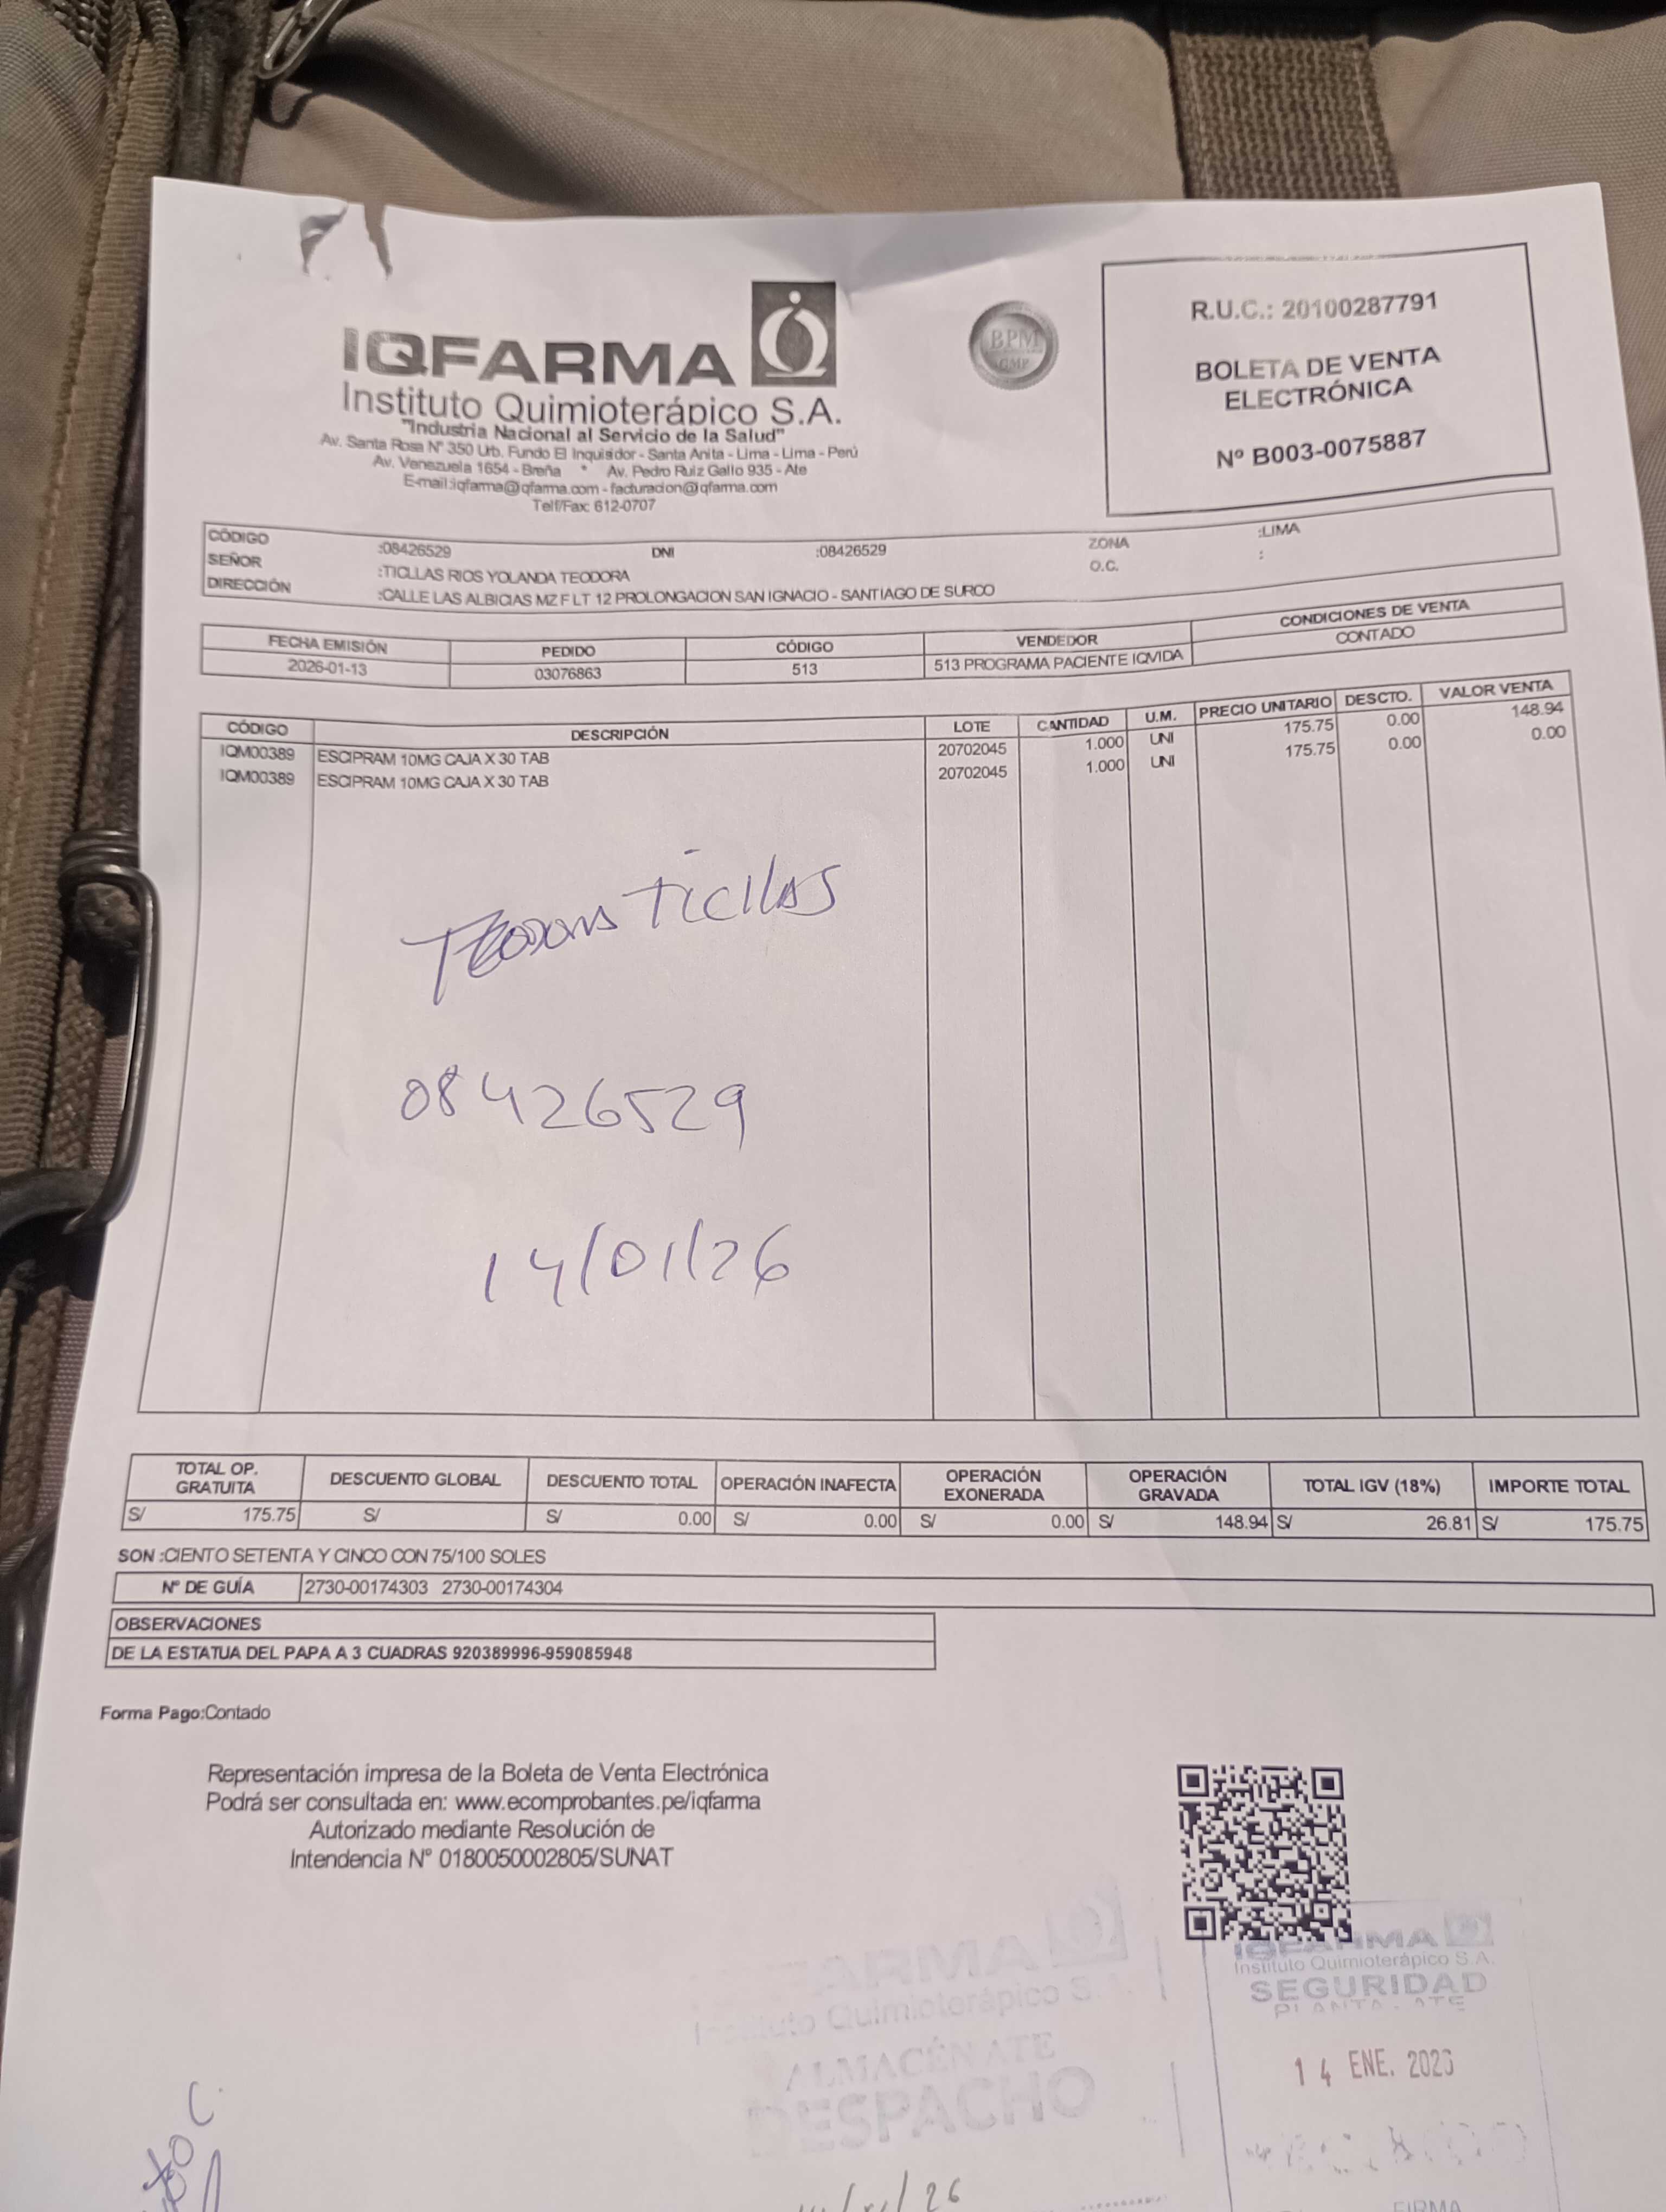 IQFARMA
Instituto Quimioterápico S.A.
"Industria Nacional al Servicio de la Salud"
Av. Santa Rosa N° 350 Urb. Fundo El Inquisidor - Santa Anita - Lima - Lima - Perú
Av. Venezuela 1654 - Breña * Av. Pedro Ruiz Gallo 935 - Ate
E-mail:iqfarma@iqfarma.com - facturacion@iqfarma.com
Telf/Fax: 612-0707
BPM
GMP
R.U.C.: 20100287791
BOLETA DE VENTA
ELECTRÓNICA
Nº B003-0075887
CÓDIGO :08426529 DNI :08426529 ZONA :LIMA
SEÑOR :TICLLAS RIOS YOLANDA TEODORA O.C. :
DIRECCIÓN :CALLE LAS ALBICIAS MZ F LT 12 PROLONGACION SAN IGNACIO - SANTIAGO DE SURCO
FECHA EMISIÓN PEDIDO CÓDIGO VENDEDOR CONDICIONES DE VENTA
2026-01-13 03076863 513 513 PROGRAMA PACIENTE IQVIDA CONTADO
CÓDIGO DESCRIPCIÓN LOTE CANTIDAD U.M. PRECIO UNITARIO DESCTO. VALOR VENTA
IQM00389 ESCIPRAM 10MG CAJA X 30 TAB 20702045 1.000 UNI 175.75 0.00 148.94
IQM00389 ESCIPRAM 10MG CAJA X 30 TAB 20702045 1.000 UNI 175.75 0.00 0.00
Teodora Ticllas
08426529
14/01/26
TOTAL OP. GRATUITA DESCUENTO GLOBAL DESCUENTO TOTAL OPERACIÓN INAFECTA OPERACIÓN EXONERADA OPERACIÓN GRAVADA TOTAL IGV (18%) IMPORTE TOTAL
S/ 175.75 S/ S/ 0.00 S/ 0.00 S/ 0.00 S/ 148.94 S/ 26.81 S/ 175.75
SON :CIENTO SETENTA Y CINCO CON 75/100 SOLES
Nº DE GUÍA 2730-00174303 2730-00174304
OBSERVACIONES
DE LA ESTATUA DEL PAPA A 3 CUADRAS 920389996-959085948
Forma Pago:Contado
Representación impresa de la Boleta de Venta Electrónica
Podrá ser consultada en: www.ecomprobantes.pe/iqfarma
Autorizado mediante Resolución de
Intendencia N° 0180050002805/SUNAT
IQFARMA
Instituto Quimioterápico S.A.
ALMACÉN ATE
DESPACHO
IQFARMA
Instituto Quimioterápico S.A.
SEGURIDAD
PLANTA - ATE
14 ENE. 2026
FIRMA